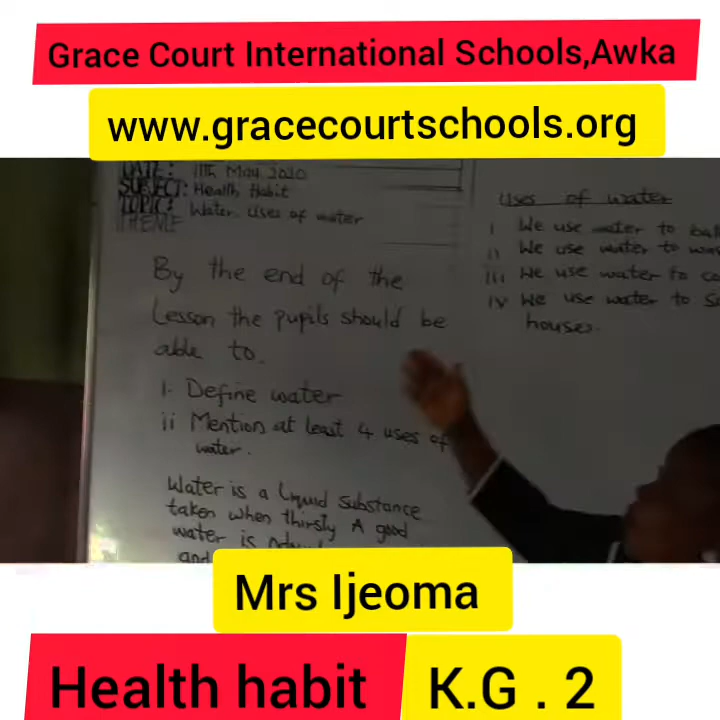 Grace Court International Schools,Awka
www.gracecourtschools.org
DATE: 11th May 2020
SUBJECT: Health Habit
TOPIC: Water. Uses of water
THEME
By the end of the
Lesson the pupils should be
able to.
i. Define water
ii Mention at least 4 uses of
water.
Water is a Liquid substance
taken when thirsty A good
water is
and
Uses of water
i We use water to
ii We use water to
iii We use water to
iv We use water to
houses.
Mrs Ijeoma
Health habit
K.G . 2